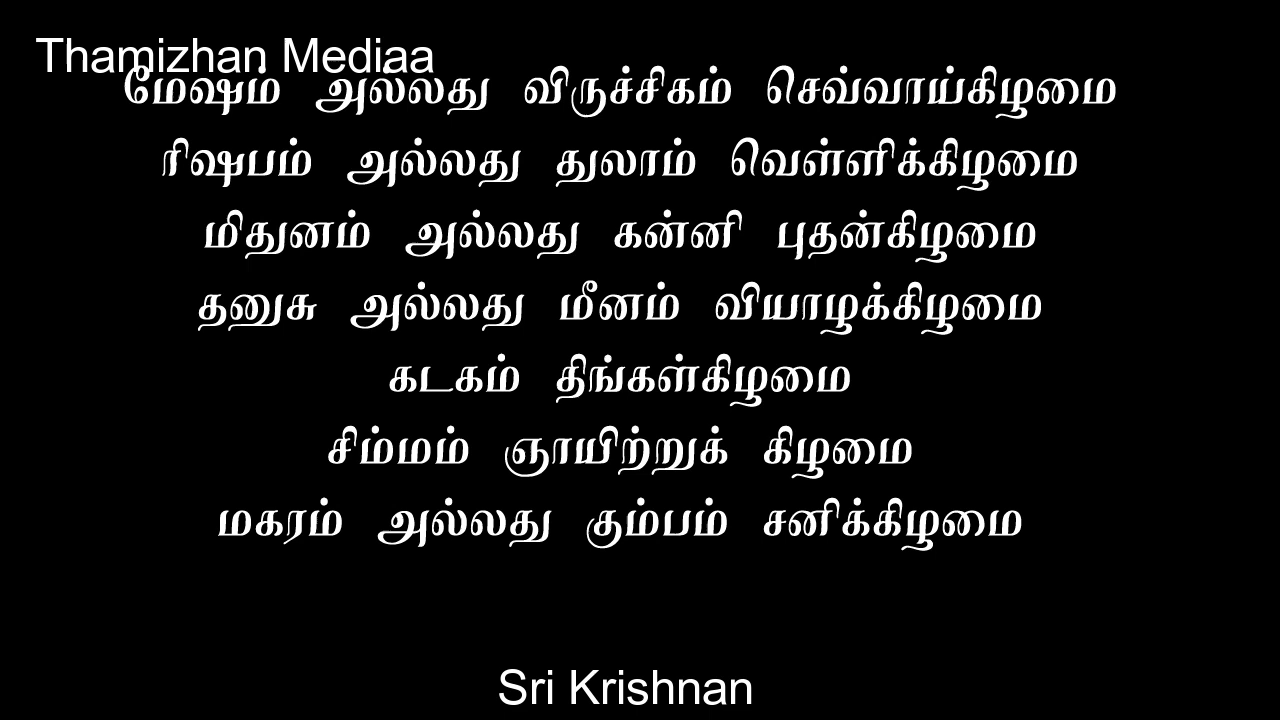 Thamizhan Mediaa
மேஷம் அல்லது விருச்சிகம் செவ்வாய்கிழமை
ரிஷபம் அல்லது துலாம் வெள்ளிக்கிழமை
மிதுனம் அல்லது கன்னி புதன்கிழமை
தனுசு அல்லது மீனம் வியாழக்கிழமை
கடகம் திங்கள்கிழமை
சிம்மம் ஞாயிற்றுக் கிழமை
மகரம் அல்லது கும்பம் சனிக்கிழமை
Sri Krishnan